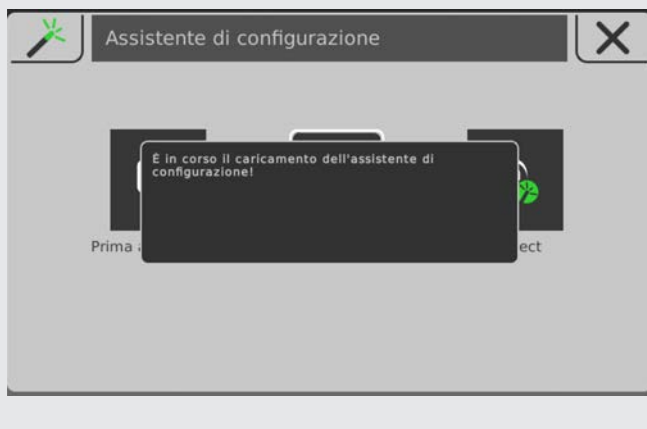 Assistente di configurazione
È in corso il caricamento dell'assistente di
configurazione!
Prima
ect